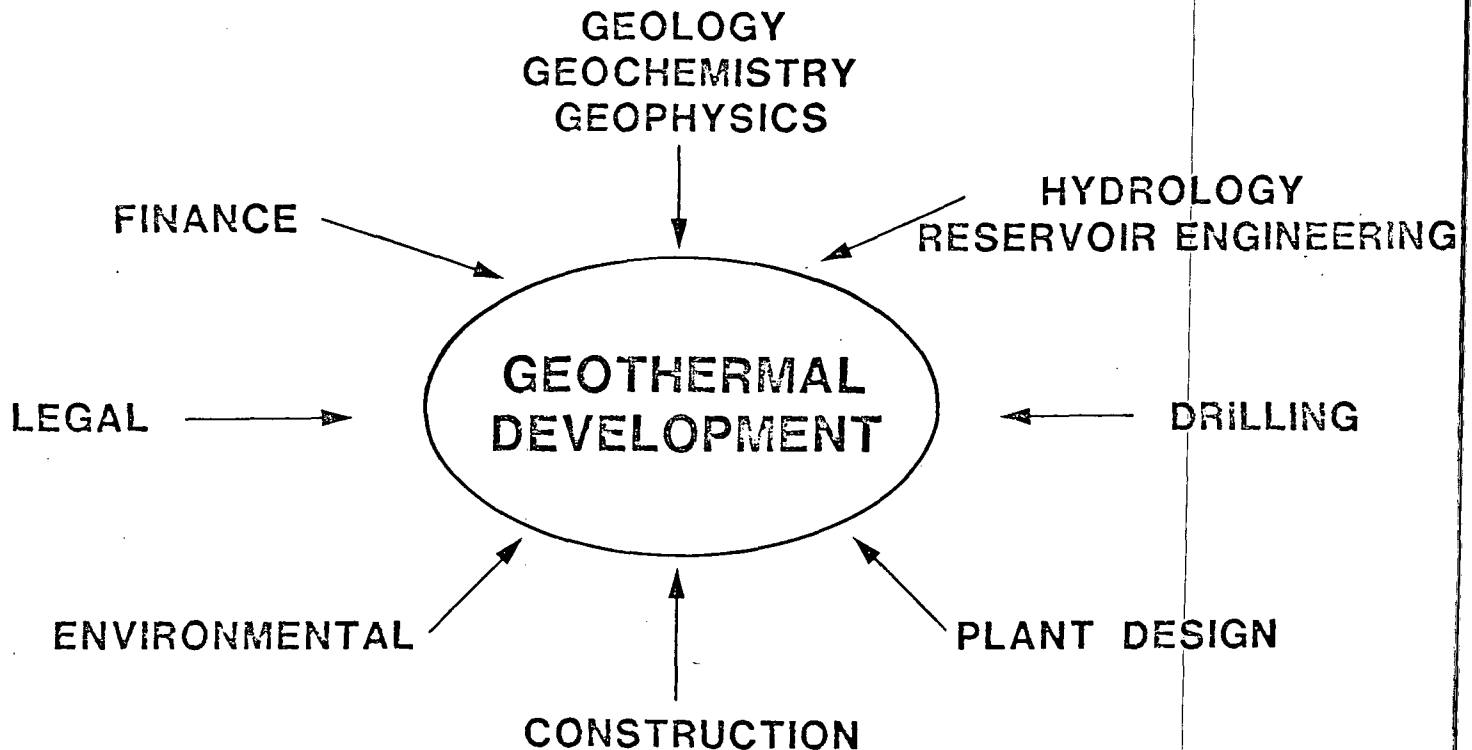 GEOLOGY
GEOCHEMISTRY
GEOPHYSICS
HYDROLOGY
RESERVOIR ENGINEERING
FINANCE
GEOTHERMAL
DEVELOPMENT
LEGAL
DRILLING
ENVIRONMENTAL
PLANT DESIGN
CONSTRUCTION